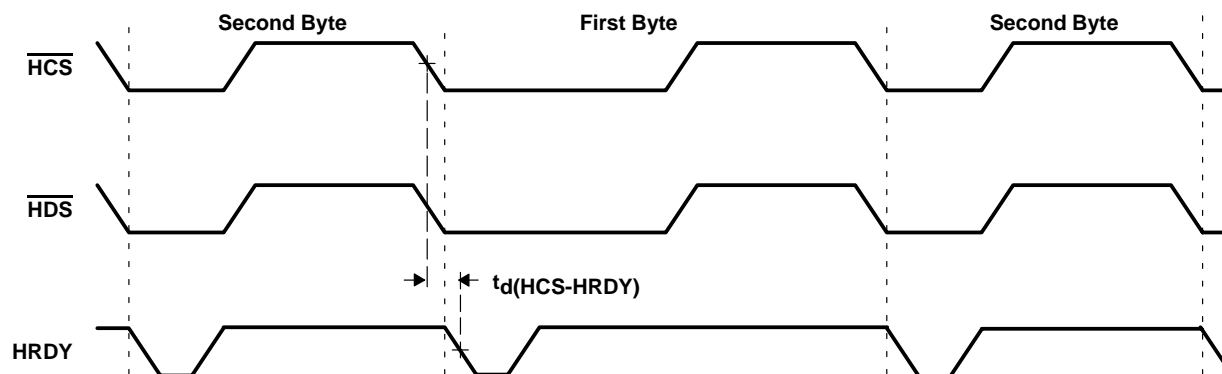 Second Byte First Byte Second Byte
HCS
HDS
td(HCS-HRDY)
HRDY